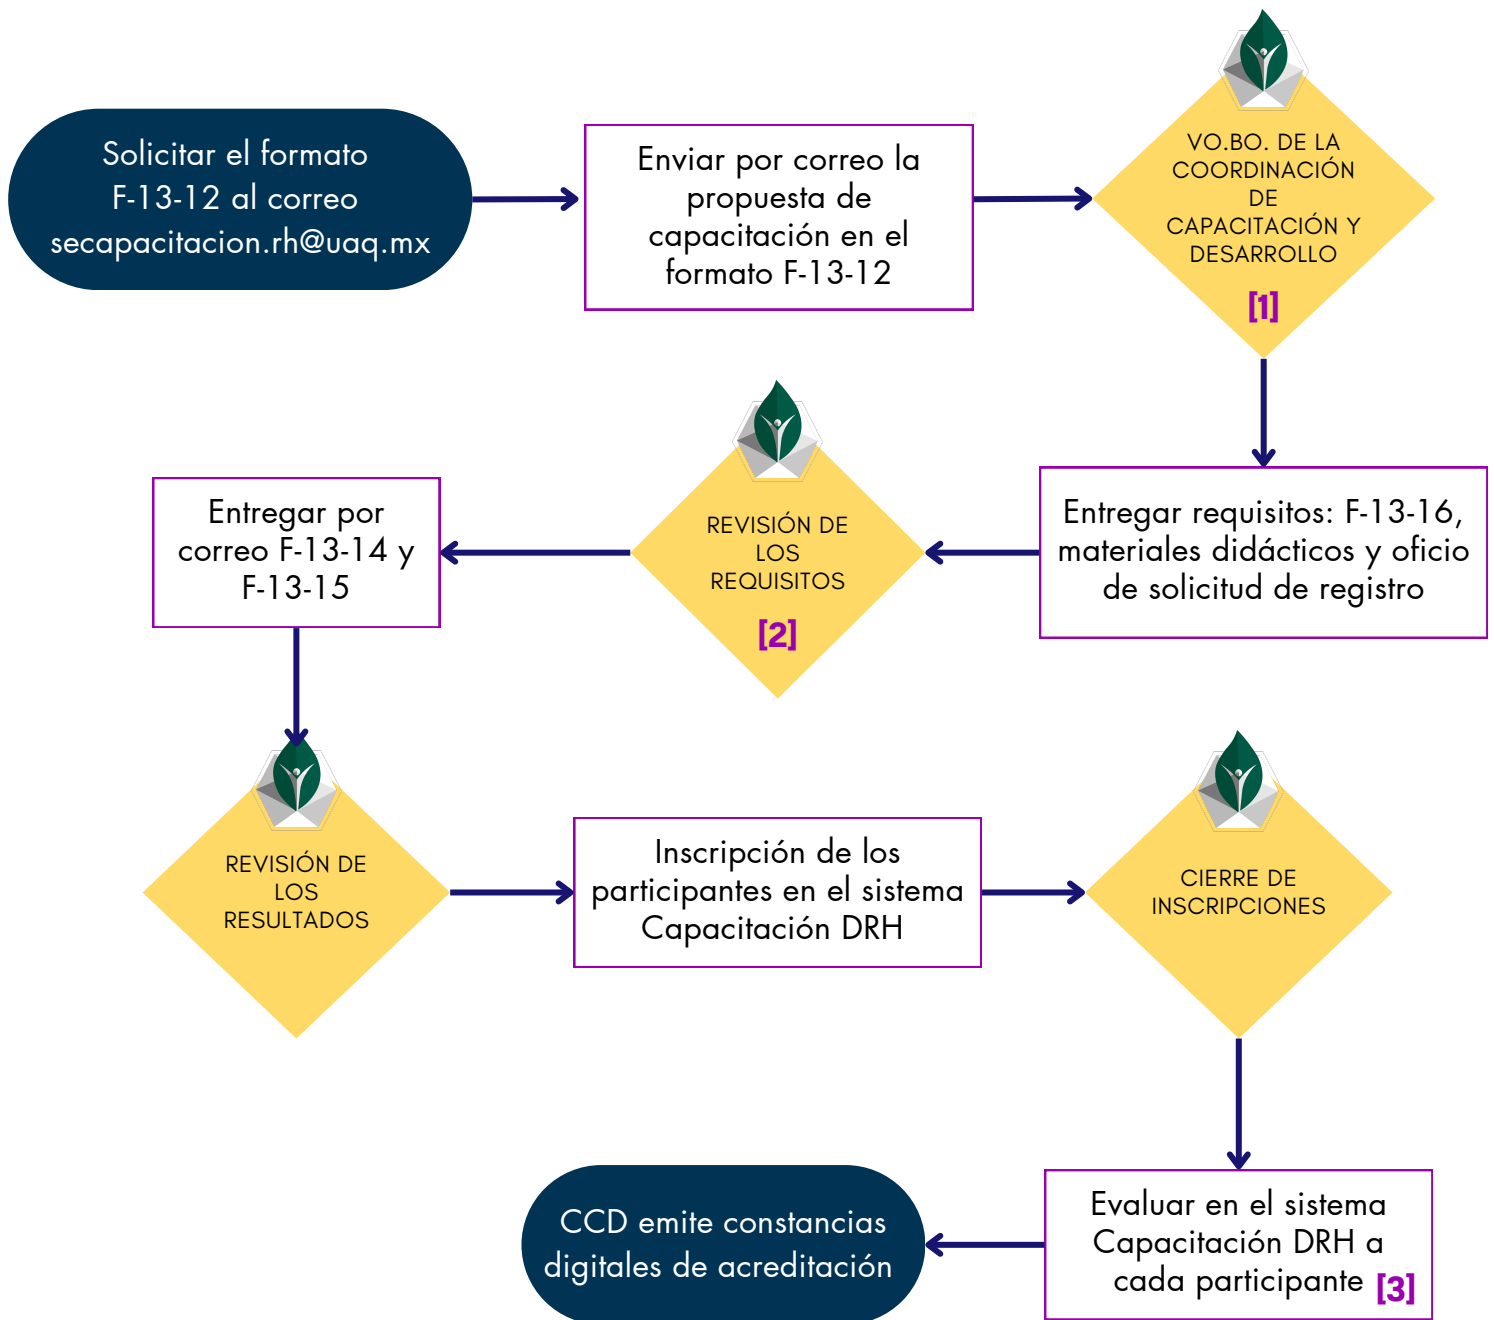 Solicitar el formato
F-13-12 al correo
secapacitacion.rh@uaq.mx
Enviar por correo la
propuesta de
capacitación en el
formato F-13-12
VO.BO. DE LA
COORDINACIÓN
DE
CAPACITACIÓN Y
DESARROLLO
[1]
Entregar requisitos: F-13-16,
materiales didácticos y oficio
de solicitud de registro
REVISIÓN DE
LOS
REQUISITOS
[2]
Entregar por
correo F-13-14 y
F-13-15
REVISIÓN DE
LOS
RESULTADOS
Inscripción de los
participantes en el sistema
Capacitación DRH
CIERRE DE
INSCRIPCIONES
Evaluar en el sistema
Capacitación DRH a
cada participante [3]
CCD emite constancias
digitales de acreditación